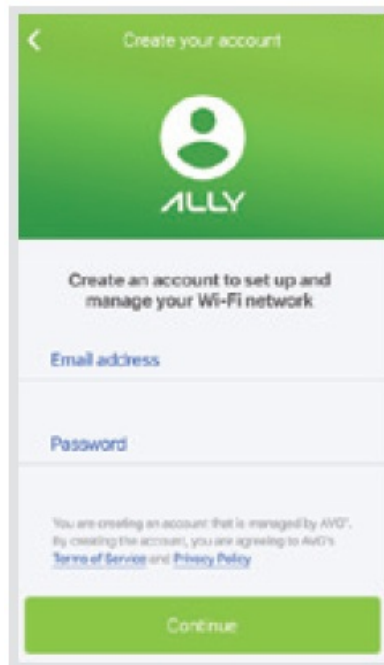 Create your account
ALLY
Create an account to set up and
manage your Wi-Fi network
Email address
Password
You are creating an account that is managed by AVG*.
By creating the account, you are agreeing to AVG's
Terms of Service and Privacy Policy
Continue